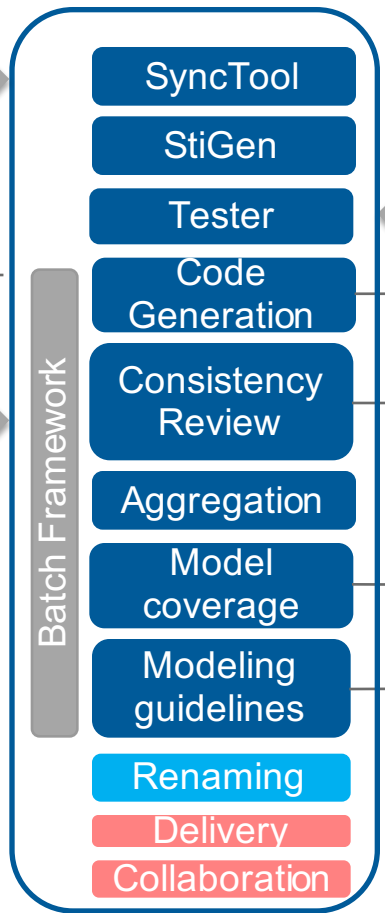 SyncTool
StiGen
Tester
Code
Generation
Consistency
Review
Aggregation
Model
coverage
Modeling
guidelines
Batch Framework
Renaming
Delivery
Collaboration